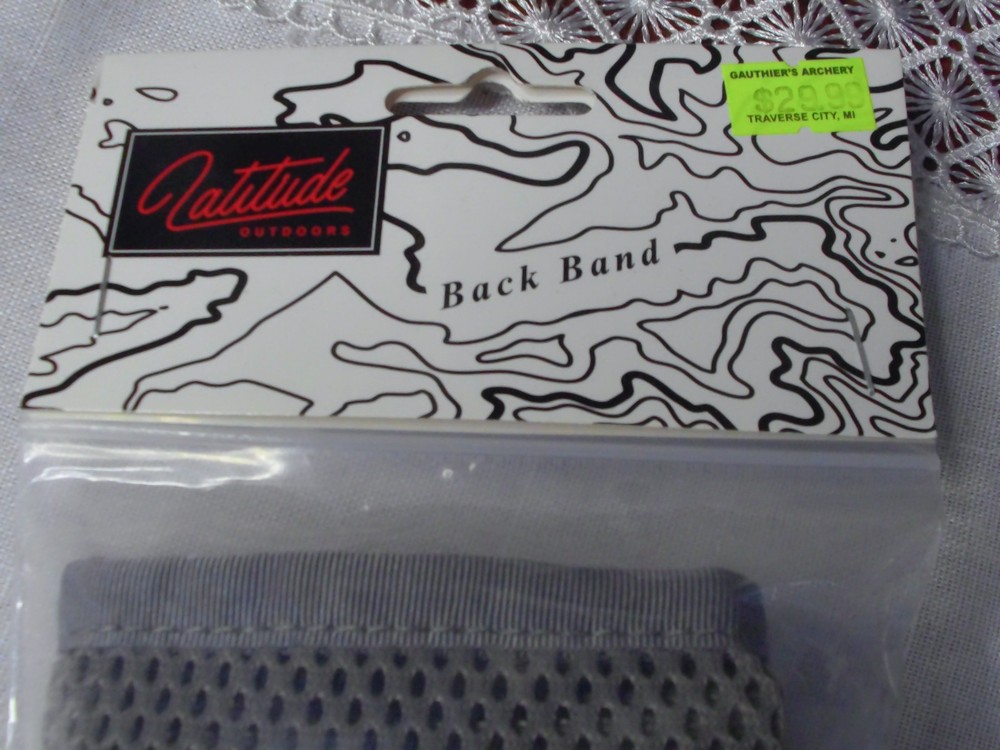 GAUTHIER'S ARCHERY
$29.99
TRAVERSE CITY, MI
Latitude
OUTDOORS
Back Band